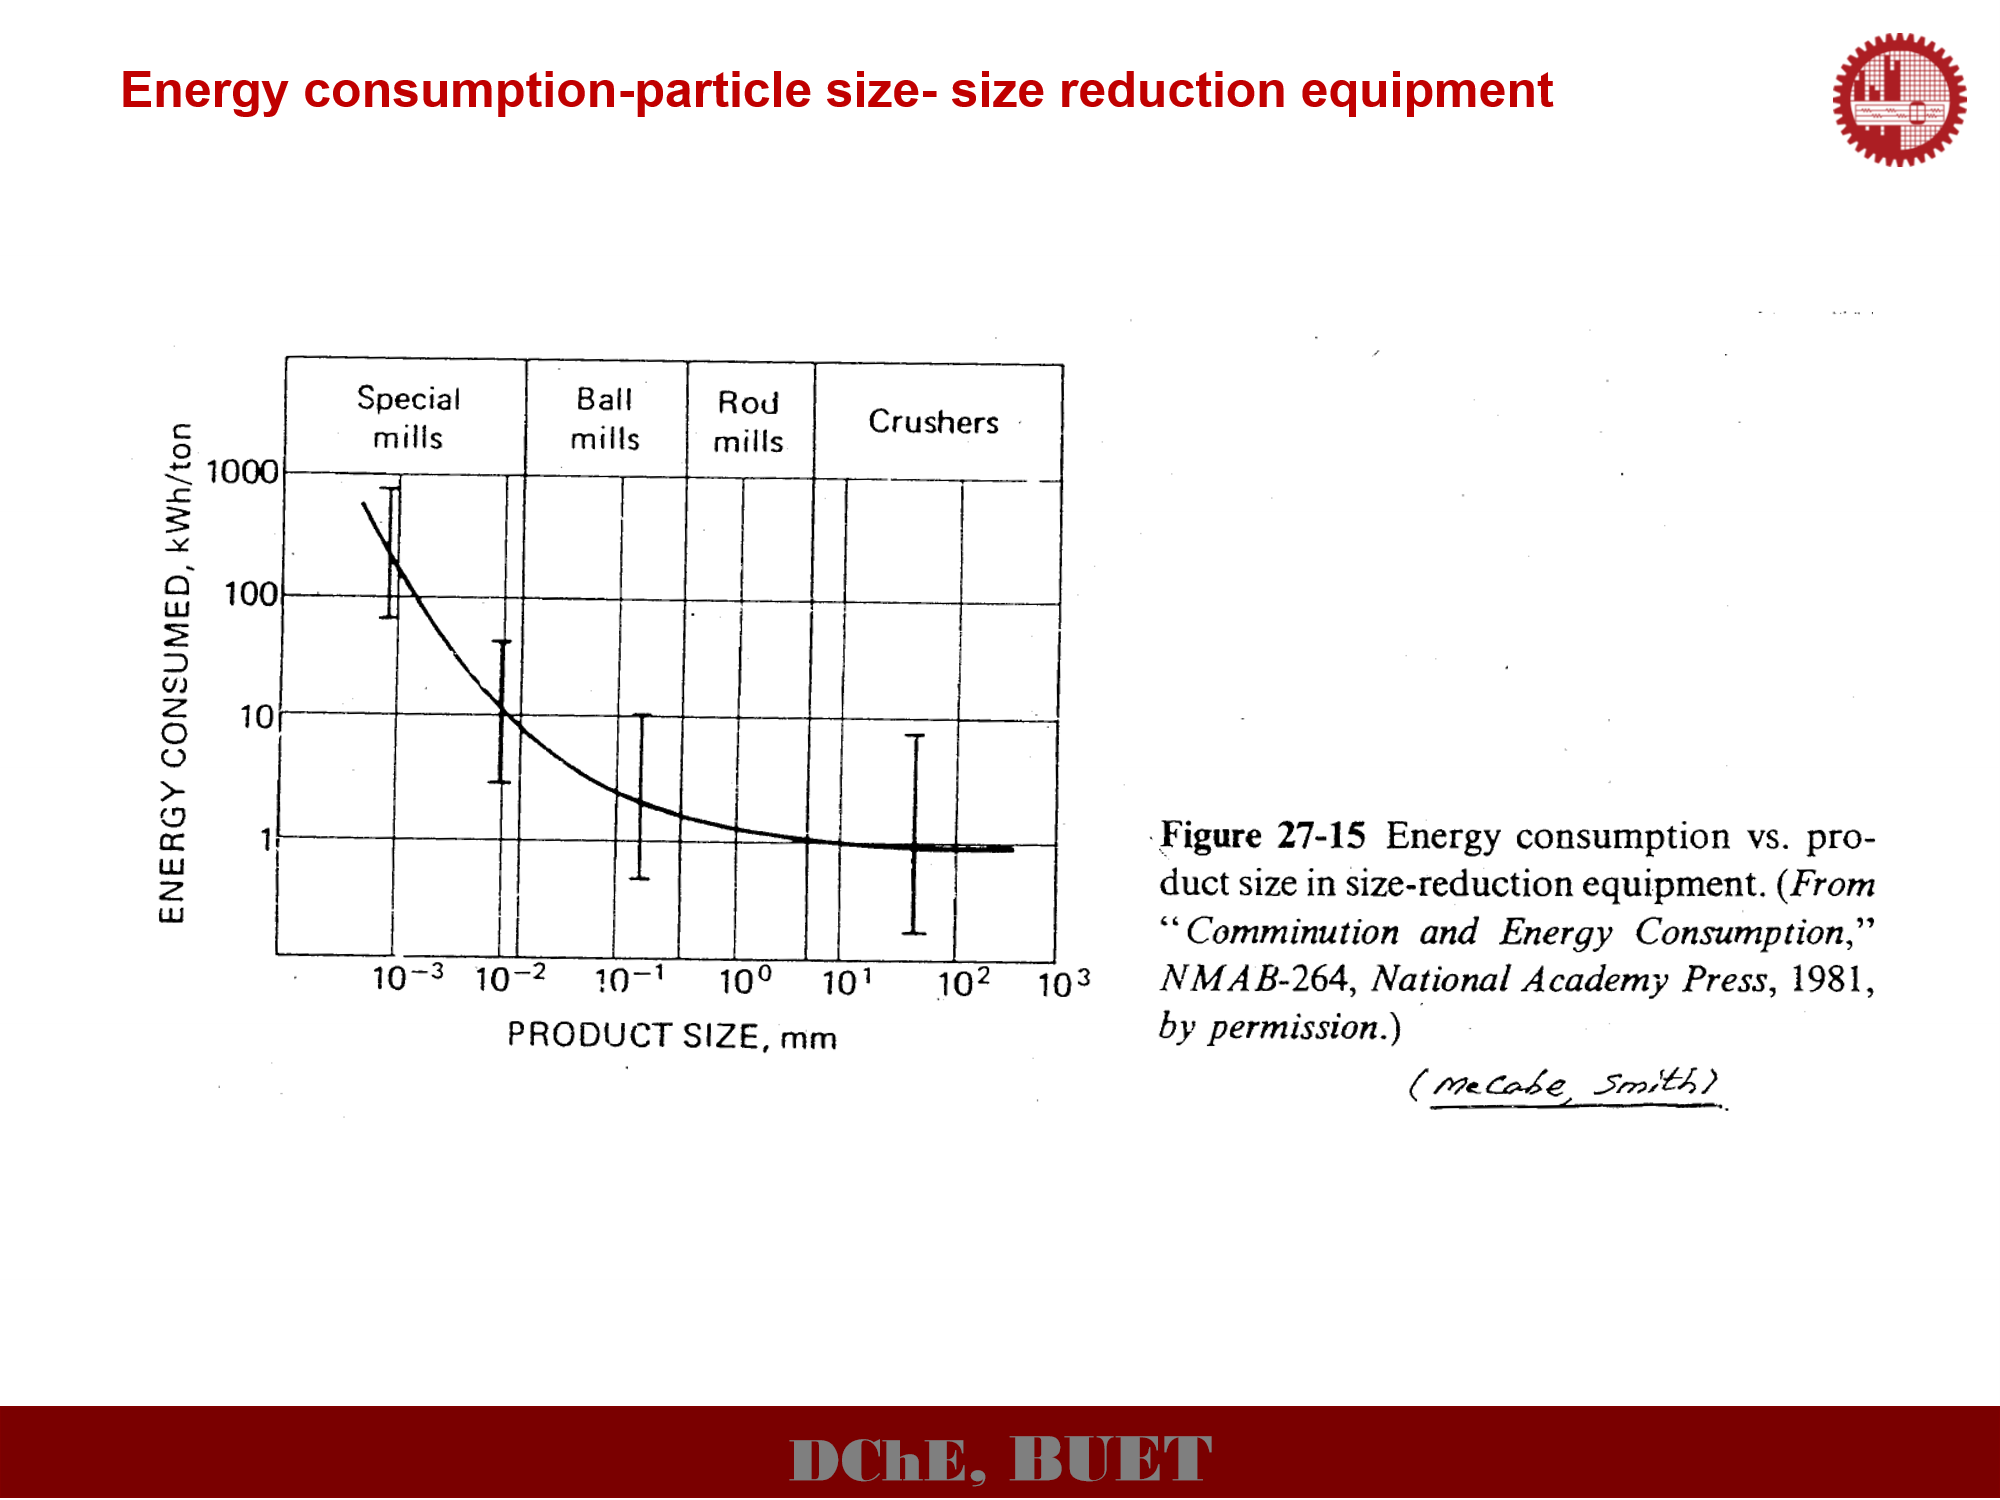 Energy consumption-particle size- size reduction equipment
Special mills
Ball mills
Rod mills
Crushers
ENERGY CONSUMED, kWh/ton
1000
100
10
1
10⁻³ 10⁻² 10⁻¹ 10⁰ 10¹ 10² 10³
PRODUCT SIZE, mm
Figure 27-15 Energy consumption vs. pro-
duct size in size-reduction equipment. (From
“Comminution and Energy Consumption,”
NMAB-264, National Academy Press, 1981,
by permission.)
(McCabe, Smith)
DChE, BUET